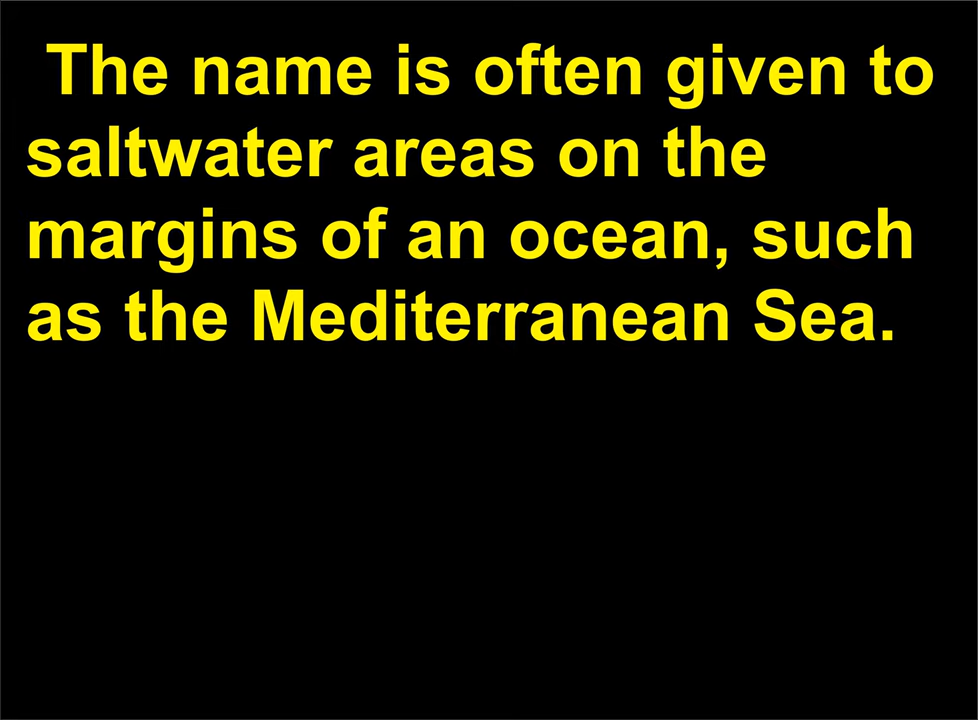 The name is often given to
saltwater areas on the
margins of an ocean, such
as the Mediterranean Sea.